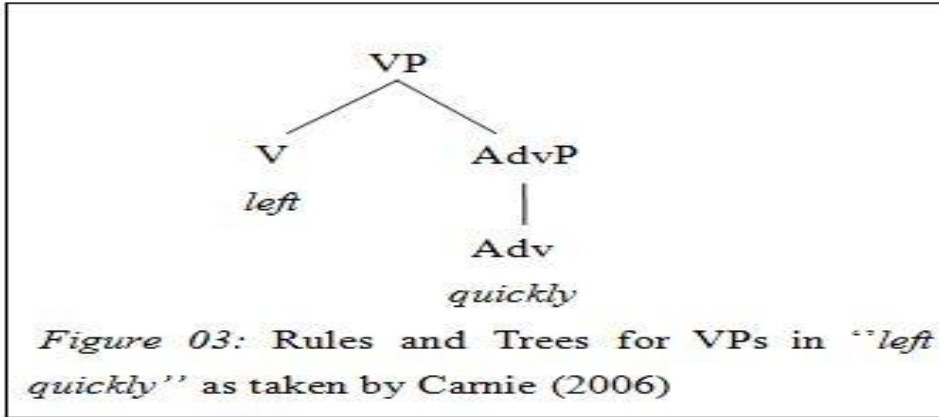 VP
V AdvP
left
Adv
quickly
Figure 03: Rules and Trees for VPs in “left
quickly” as taken by Carnie (2006)